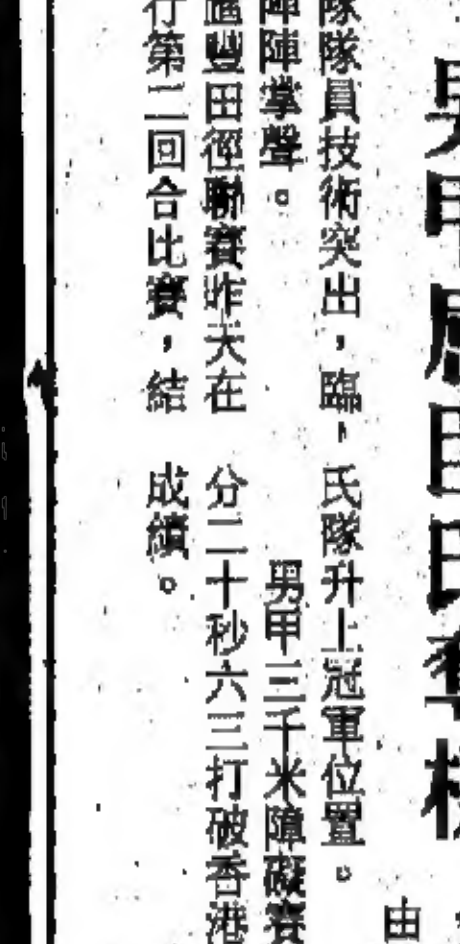 男甲
由
隊隊員技術突出，臨
陣陣掌聲。
匯豐田徑聯賽昨天在
行第二回合比賽，結
氏隊升上冠軍位置。
男甲三千米障礙賽
分二十秒六三打破香港
成績。